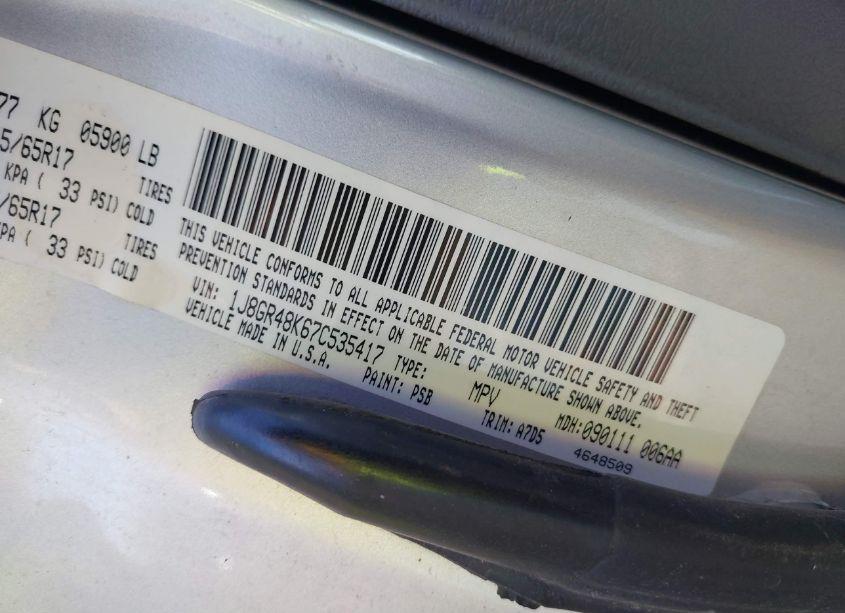 77 KG 05900 LB
5/65R17
TIRES
KPA ( 33 PSI) COLD
/65R17
TIRES
KPA ( 33 PSI) COLD
THIS VEHICLE CONFORMS TO ALL APPLICABLE FEDERAL MOTOR VEHICLE SAFETY AND THEFT
PREVENTION STANDARDS IN EFFECT ON THE DATE OF MANUFACTURE SHOWN ABOVE.
VIN: 1J8GR48K67C535417 TYPE: MPV MDH:090111 006AA
VEHICLE MADE IN U.S.A. PAINT: PSB TRIM: A7D5
4648509